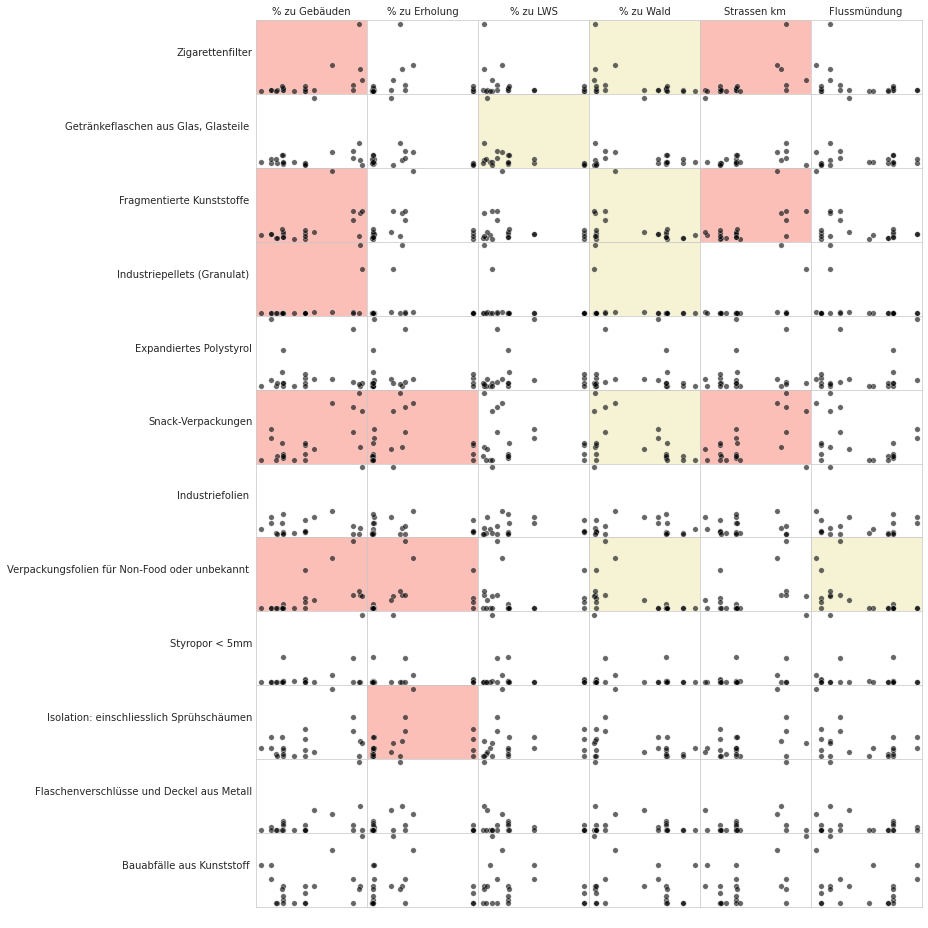 % zu Gebäuden % zu Erholung % zu LWS % zu Wald Strassen km Flussmündung
Zigarettenfilter
Getränkeflaschen aus Glas, Glasteile
Fragmentierte Kunststoffe
Industriepellets (Granulat)
Expandiertes Polystyrol
Snack-Verpackungen
Industriefolien
Verpackungsfolien für Non-Food oder unbekannt
Styropor < 5mm
Isolation: einschliesslich Sprühschäumen
Flaschenverschlüsse und Deckel aus Metall
Bauabfälle aus Kunststoff